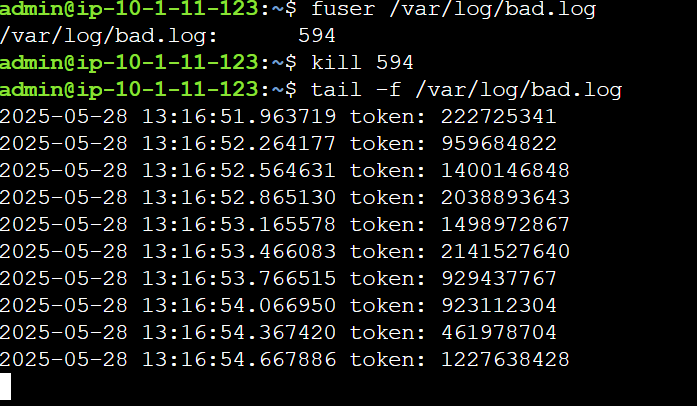 admin@ip-10-1-11-123:~$ fuser /var/log/bad.log
/var/log/bad.log:      594
admin@ip-10-1-11-123:~$ kill 594
admin@ip-10-1-11-123:~$ tail -f /var/log/bad.log
2025-05-28 13:16:51.963719 token: 222725341
2025-05-28 13:16:52.264177 token: 959684822
2025-05-28 13:16:52.564631 token: 1400146848
2025-05-28 13:16:52.865130 token: 2038893643
2025-05-28 13:16:53.165578 token: 1498972867
2025-05-28 13:16:53.466083 token: 2141527640
2025-05-28 13:16:53.766515 token: 929437767
2025-05-28 13:16:54.066950 token: 923112304
2025-05-28 13:16:54.367420 token: 461978704
2025-05-28 13:16:54.667886 token: 1227638428